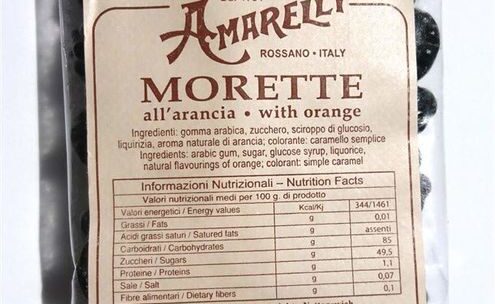 AMARELLI
ROSSANO • ITALY
MORETTE
all'arancia • with orange
Ingredienti: gomma arabica, zucchero, sciroppo di glucosio,
liquirizia, aroma naturale di arancia; colorante: caramello semplice
Ingredients: arabic gum, sugar, glucose syrup, liquorice,
natural flavourings of orange; colorant: simple caramel
Informazioni Nutrizionali – Nutrition Facts
Valori nutrizionali medi per 100 g. di prodotto
Valori energetici / Energy values Kcal/Kj 344/1461
Grassi / Fats g 0,01
Acidi grassi saturi / Satured fats g assenti
Carboidrati / Carbohydrates g 85
Zuccheri / Sugars g 49,5
Proteine / Proteins g 1,1
Sale / Salt g 0,07
Fibre alimentari / Dietary fibers g 0,1